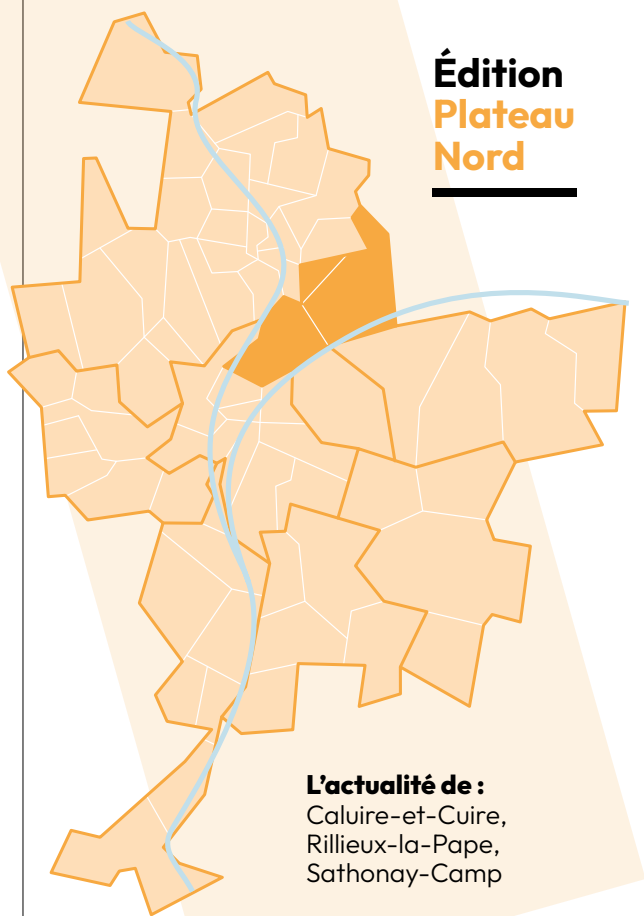 Édition
Plateau
Nord
L'actualité de :
Caluire-et-Cuire,
Rillieux-la-Pape,
Sathonay-Camp